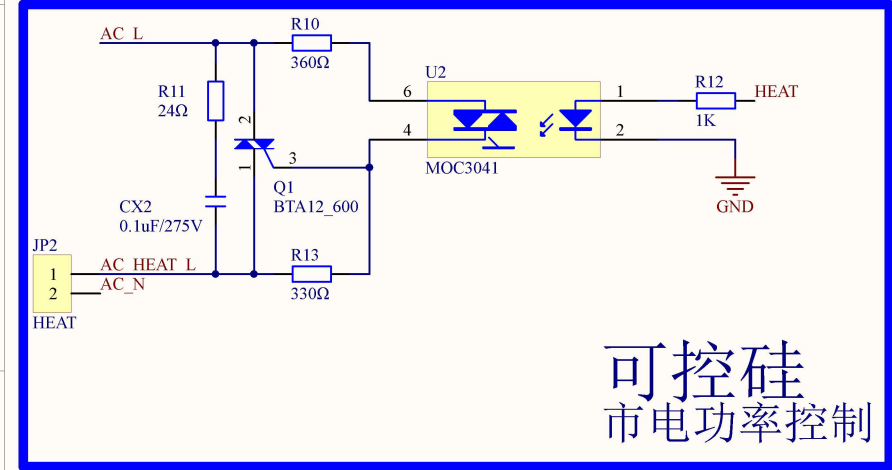 AC_L
R10
360Ω
R11
24Ω
2
1
3
Q1
BTA12_600
CX2
0.1uF/275V
U2
6
4
1
2
MOC3041
R12
1K
HEAT
GND
JP2
1
2
HEAT
AC_HEAT_L
AC_N
R13
330Ω
可控硅
市电功率控制